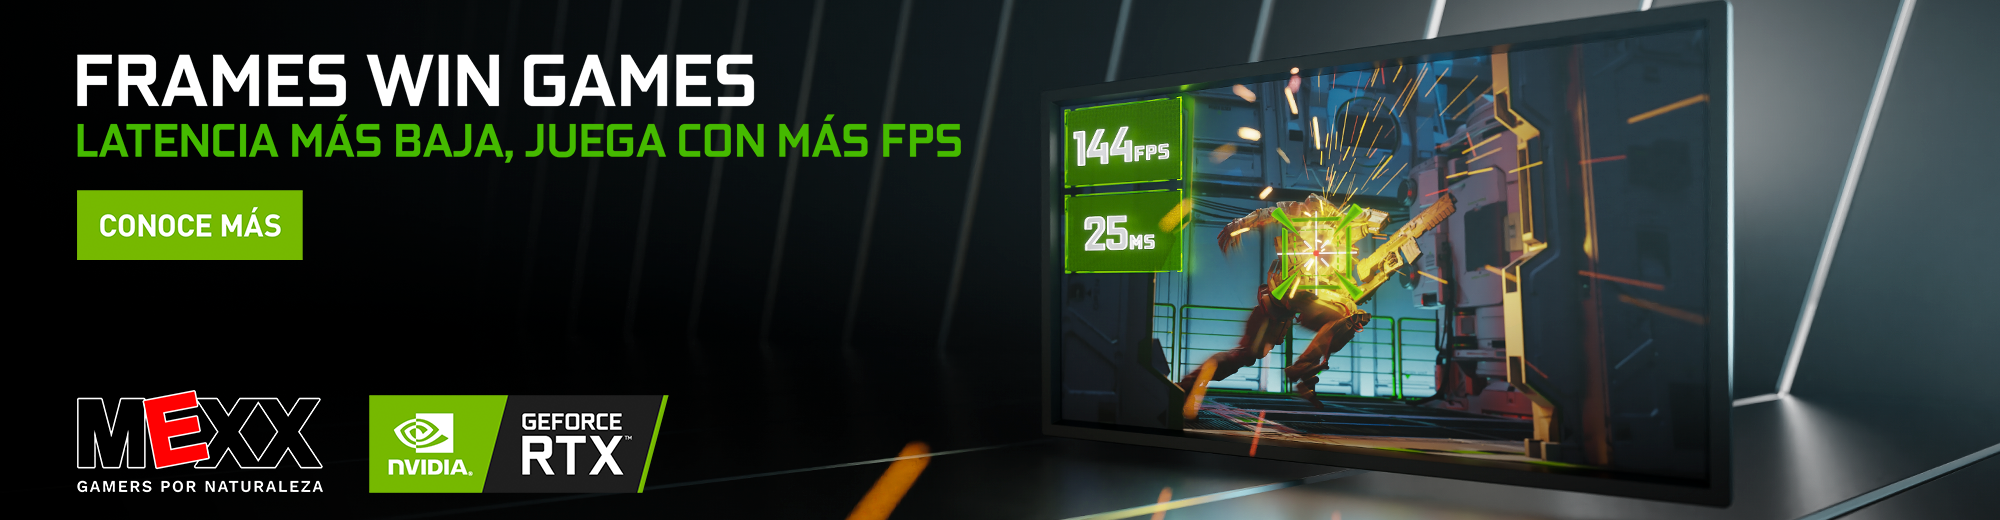 FRAMES WIN GAMES
LATENCIA MÁS BAJA, JUEGA CON MÁS FPS
CONOCE MÁS
144FPS
25MS
MEXX
GAMERS POR NATURALEZA
NVIDIA.
GEFORCE
RTX™